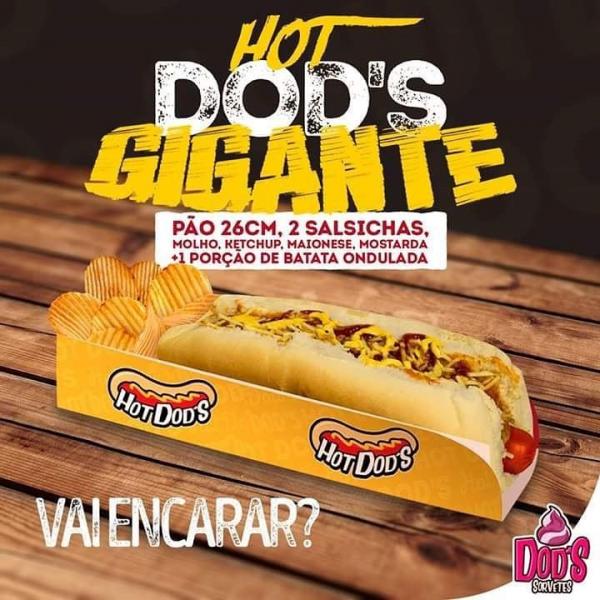 HOT
DOD'S
GIGANTE
PÃO 26CM, 2 SALSICHAS,
MOLHO, KETCHUP, MAIONESE, MOSTARDA
+1 PORÇÃO DE BATATA ONDULADA
HOT DOD'S
HOT DOD'S
VAI ENCARAR?
DOD'S
SORVETES